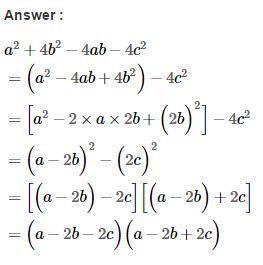 Answer :
a² + 4b² − 4ab − 4c²
= (a² − 4ab + 4b²) − 4c²
= [a² − 2 × a × 2b + (2b)²] − 4c²
= (a − 2b)² − (2c)²
= [(a − 2b) − 2c][(a − 2b) + 2c]
= (a − 2b − 2c)(a − 2b + 2c)